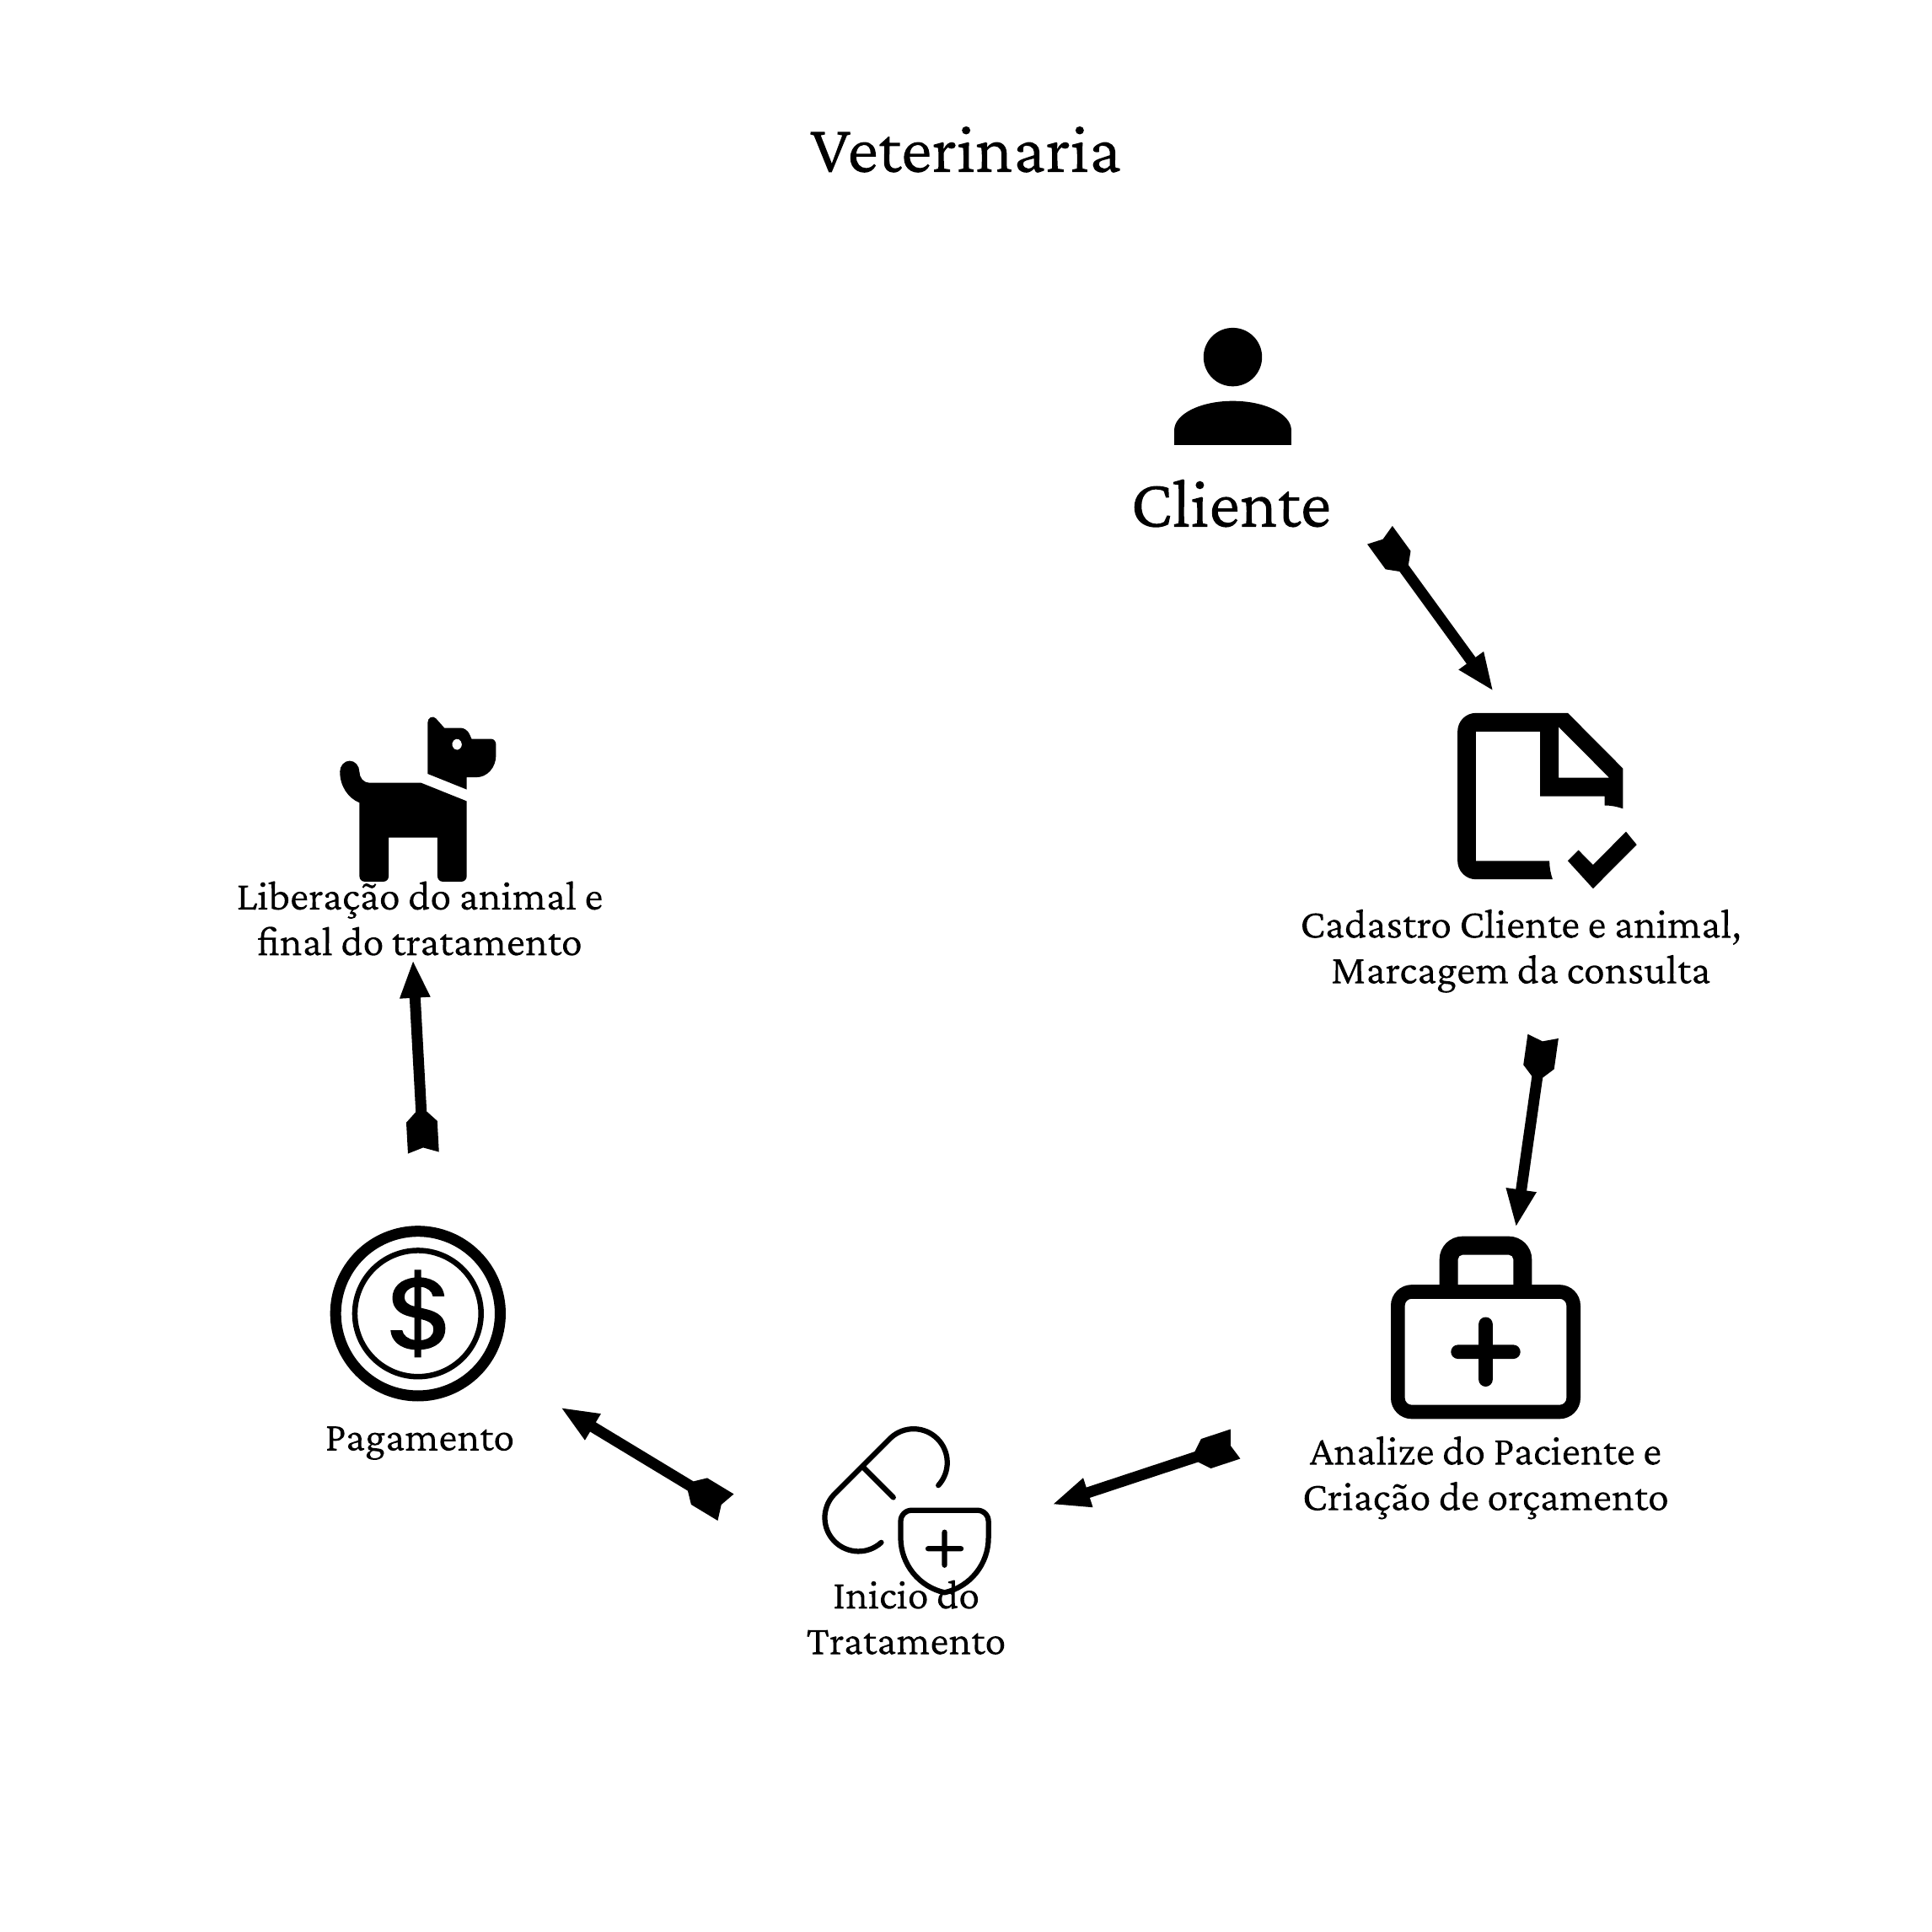 Veterinaria
Cliente
Cadastro Cliente e animal,
Marcagem da consulta
Analize do Paciente e
Criação de orçamento
Inicio do
Tratamento
$
Pagamento
Liberação do animal e
final do tratamento